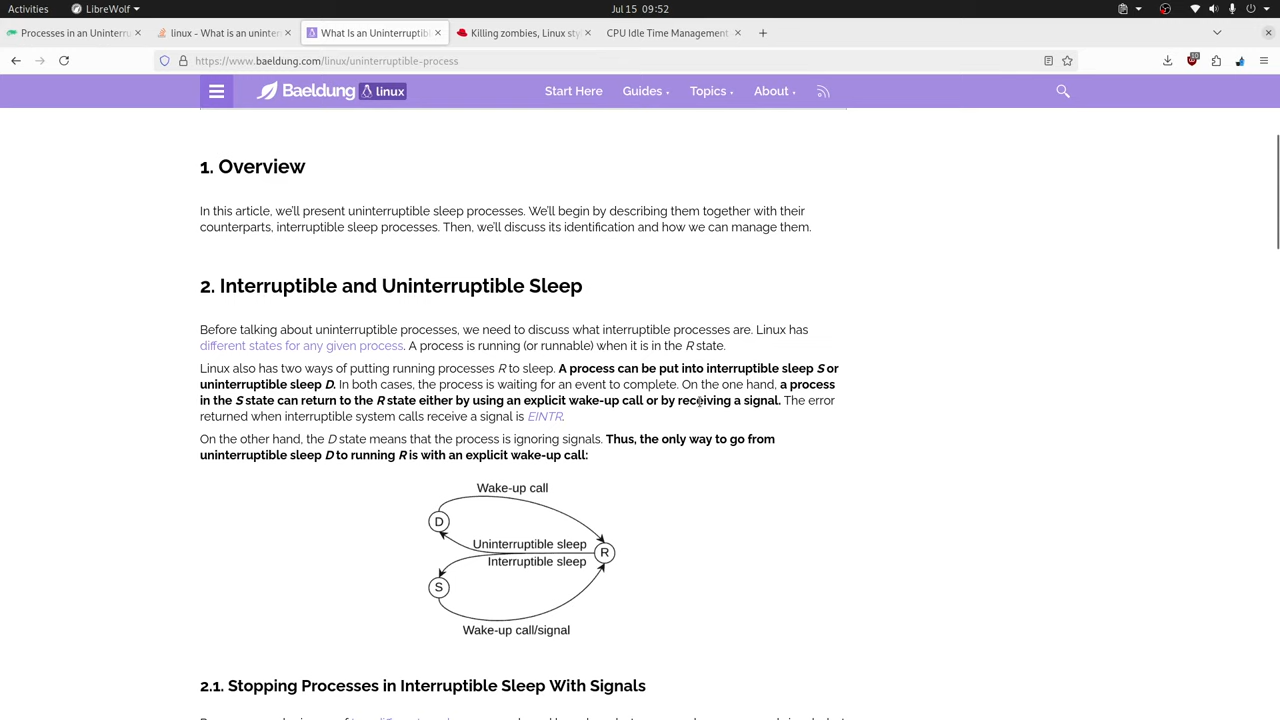 Activities LibreWolf Jul 15 09:52
Processes in an Uninterru linux - What is an uninter What Is an Uninterruptibl Killing zombies, Linux sty CPU Idle Time Management
https://www.baeldung.com/linux/uninterruptible-process 10
Baeldung linux Start Here Guides Topics About
1. Overview
In this article, we'll present uninterruptible sleep processes. We'll begin by describing them together with their
counterparts, interruptible sleep processes. Then, we'll discuss its identification and how we can manage them.
2. Interruptible and Uninterruptible Sleep
Before talking about uninterruptible processes, we need to discuss what interruptible processes are. Linux has
different states for any given process. A process is running (or runnable) when it is in the R state.
Linux also has two ways of putting running processes R to sleep. A process can be put into interruptible sleep S or
uninterruptible sleep D. In both cases, the process is waiting for an event to complete. On the one hand, a process
in the S state can return to the R state either by using an explicit wake-up call or by receiving a signal. The error
returned when interruptible system calls receive a signal is EINTR.
On the other hand, the D state means that the process is ignoring signals. Thus, the only way to go from
uninterruptible sleep D to running R is with an explicit wake-up call:
Wake-up call
D
Uninterruptible sleep
R
Interruptible sleep
S
Wake-up call/signal
2.1. Stopping Processes in Interruptible Sleep With Signals